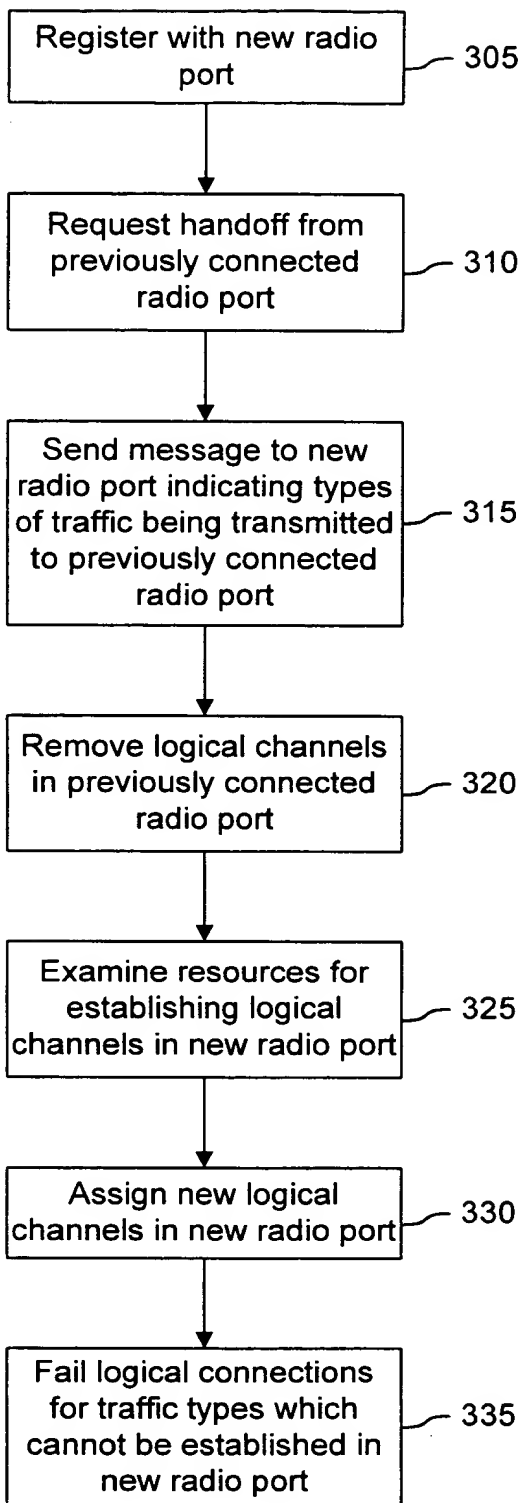 Register with new radio
port
305
Request handoff from
previously connected
radio port
310
Send message to new
radio port indicating types
of traffic being transmitted
to previously connected
radio port
315
Remove logical channels
in previously connected
radio port
320
Examine resources for
establishing logical
channels in new radio port
325
Assign new logical
channels in new radio port
330
Fail logical connections
for traffic types which
cannot be established in
new radio port
335